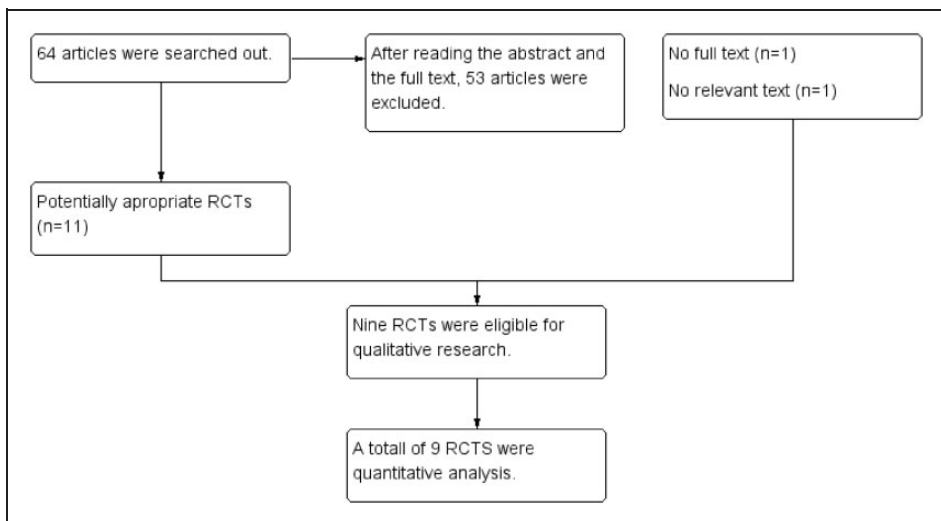 64 articles were searched out.
After reading the abstract and
the full text, 53 articles were
excluded.
No full text (n=1)
No relevant text (n=1)
Potentially apropriate RCTs
(n=11)
Nine RCTs were eligible for
qualitative research.
A totall of 9 RCTS were
quantitative analysis.